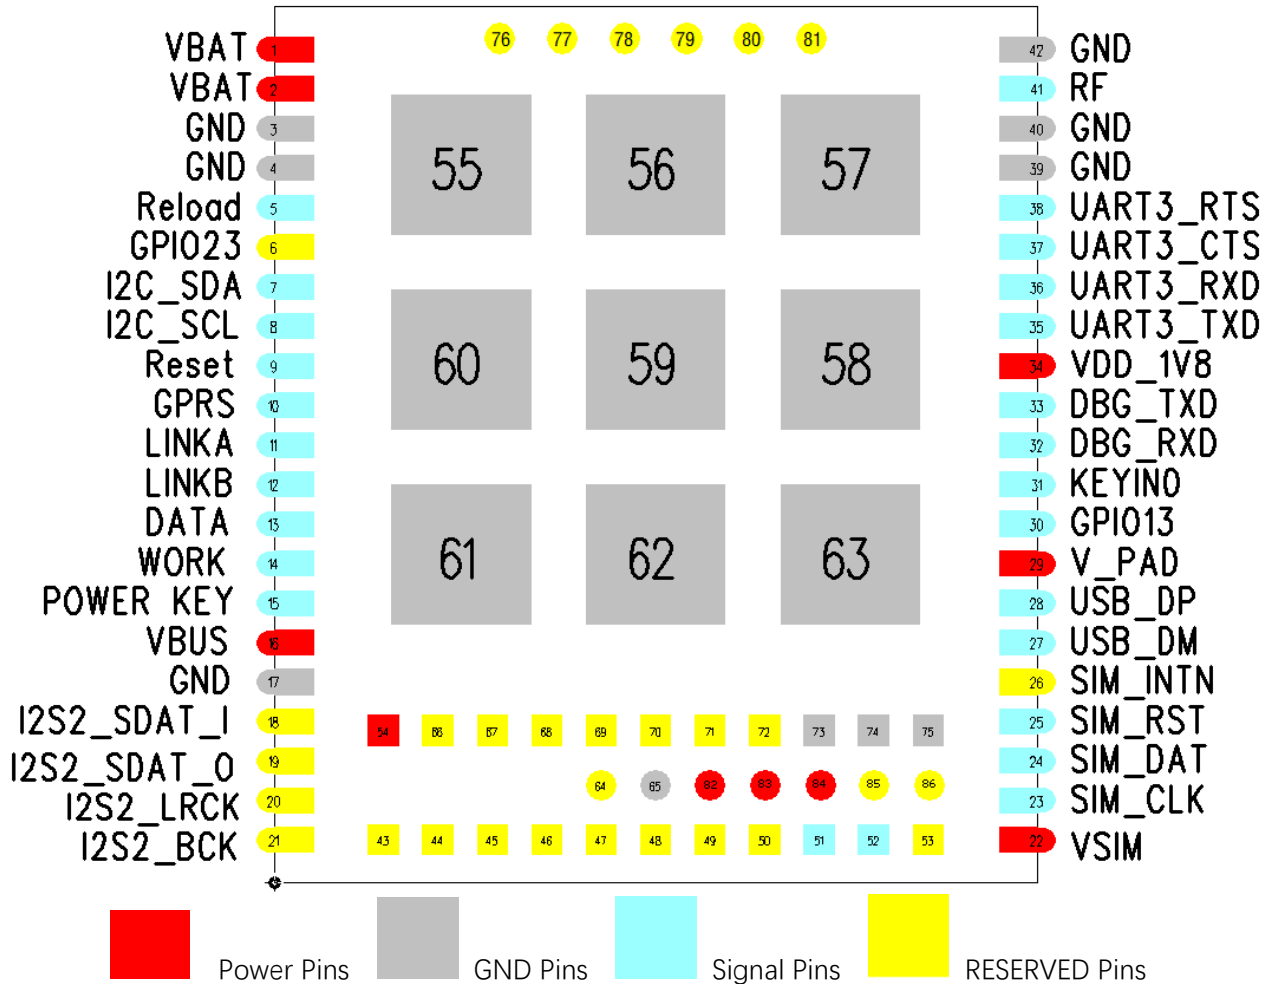 76 77 78 79 80 81
VBAT 1 42 GND
VBAT 2 41 RF
GND 3 40 GND
GND 4 39 GND
55 56 57
Reload 5 38 UART3_RTS
GPIO23 6 37 UART3_CTS
I2C_SDA 7 36 UART3_RXD
I2C_SCL 8 35 UART3_TXD
Reset 9 34 VDD_1V8
60 59 58
GPRS 10 33 DBG_TXD
LINKA 11 32 DBG_RXD
LINKB 12 31 KEYIN0
DATA 13 30 GPIO13
WORK 14 29 V_PAD
61 62 63
POWER KEY 15 28 USB_DP
VBUS 16 27 USB_DM
GND 17 26 SIM_INTN
I2S2_SDAT_I 18 25 SIM_RST
54 66 67 68 69 70 71 72 73 74 75
I2S2_SDAT_O 19 24 SIM_DAT
64 65 82 83 84 85 86
I2S2_LRCK 20 23 SIM_CLK
I2S2_BCK 21 22 VSIM
43 44 45 46 47 48 49 50 51 52 53
Power Pins GND Pins Signal Pins RESERVED Pins